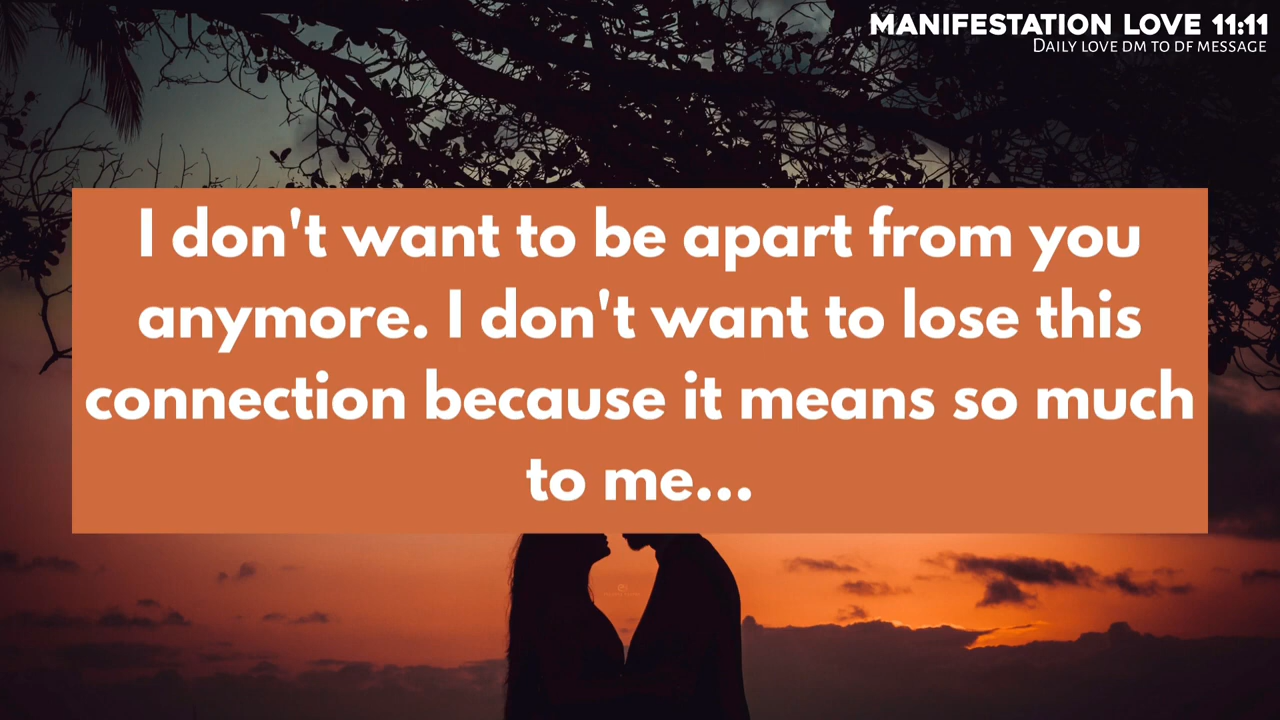 MANIFESTATION LOVE 11:11
DAILY LOVE DM TO DF MESSAGE
I don't want to be apart from you
anymore. I don't want to lose this
connection because it means so much
to me...